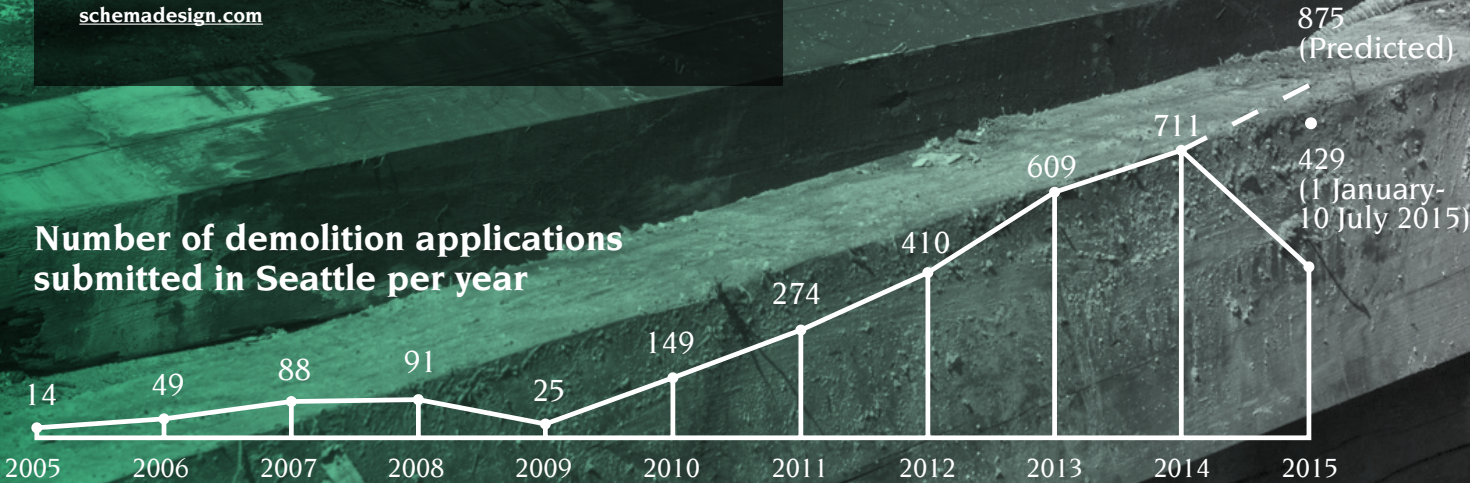 schemadesign.com
875
(Predicted)
711
429
(1 January-
10 July 2015)
609
Number of demolition applications
submitted in Seattle per year
410
274
149
91
88
49
25
14
2005 2006 2007 2008 2009 2010 2011 2012 2013 2014 2015